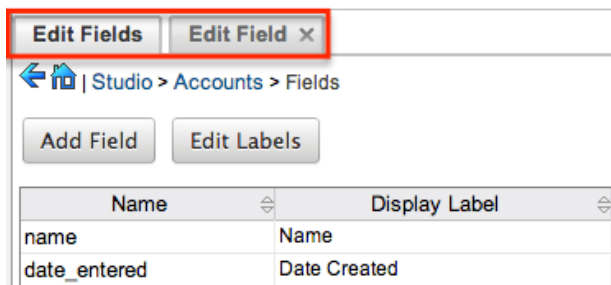 Edit Fields Edit Field ×
| Studio > Accounts > Fields
Add Field Edit Labels
Name Display Label
name Name
date_entered Date Created